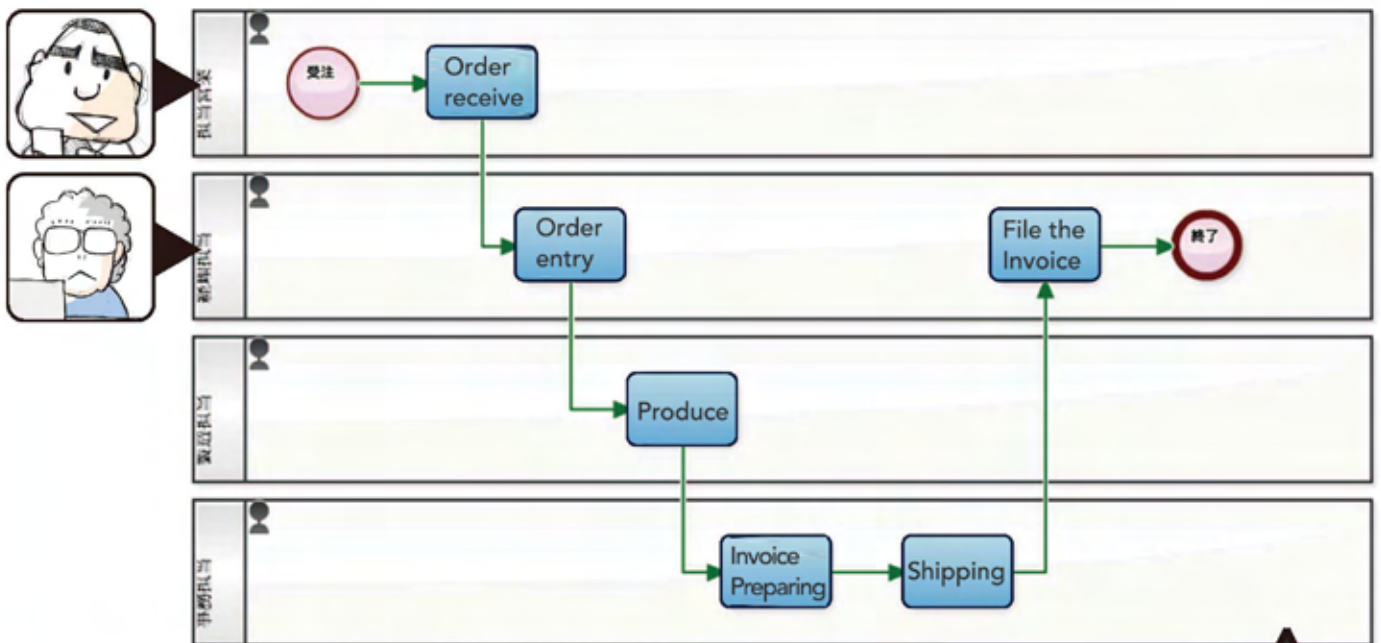 受注
Order
receive
Order
entry
File the
Invoice
終了
Produce
Invoice
Preparing
Shipping